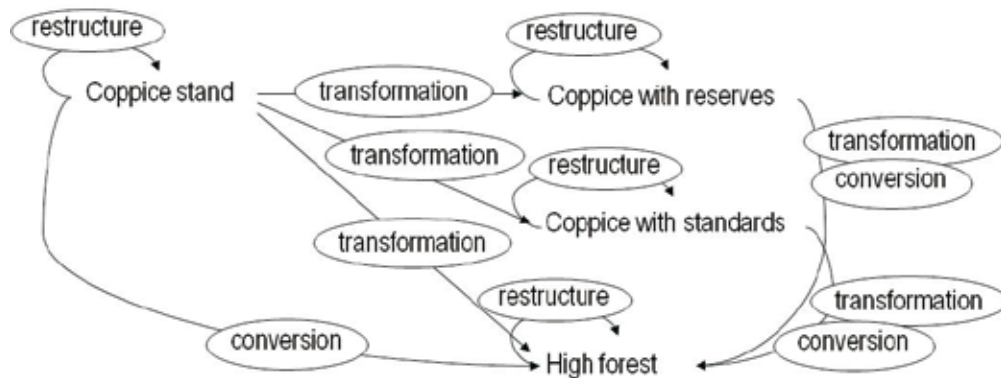 restructure
restructure
Coppice stand
transformation
Coppice with reserves
transformation
transformation
restructure
conversion
Coppice with standards
transformation
restructure
transformation
conversion
conversion
High forest